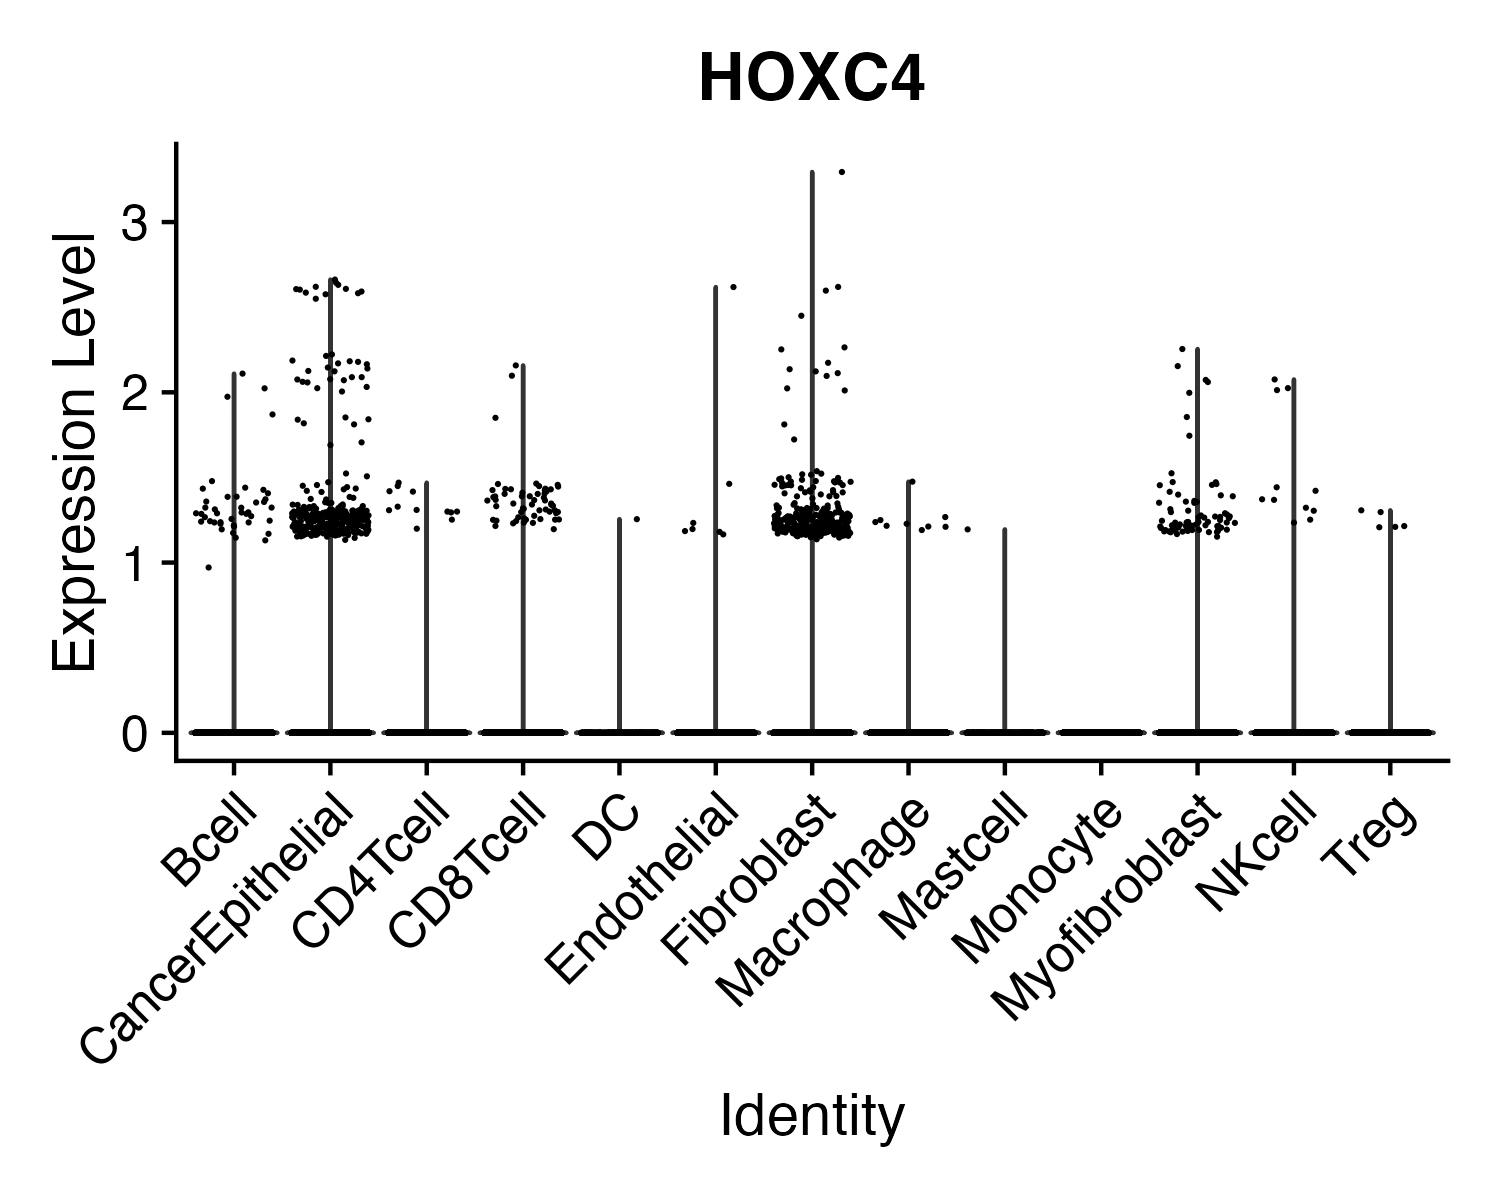 HOXC4
Expression Level
3
2
1
0
Bcell
CancerEpithelial
CD4Tcell
CD8Tcell
DC
Endothelial
Fibroblast
Macrophage
Mastcell
Monocyte
Myofibroblast
NKcell
Treg
Identity